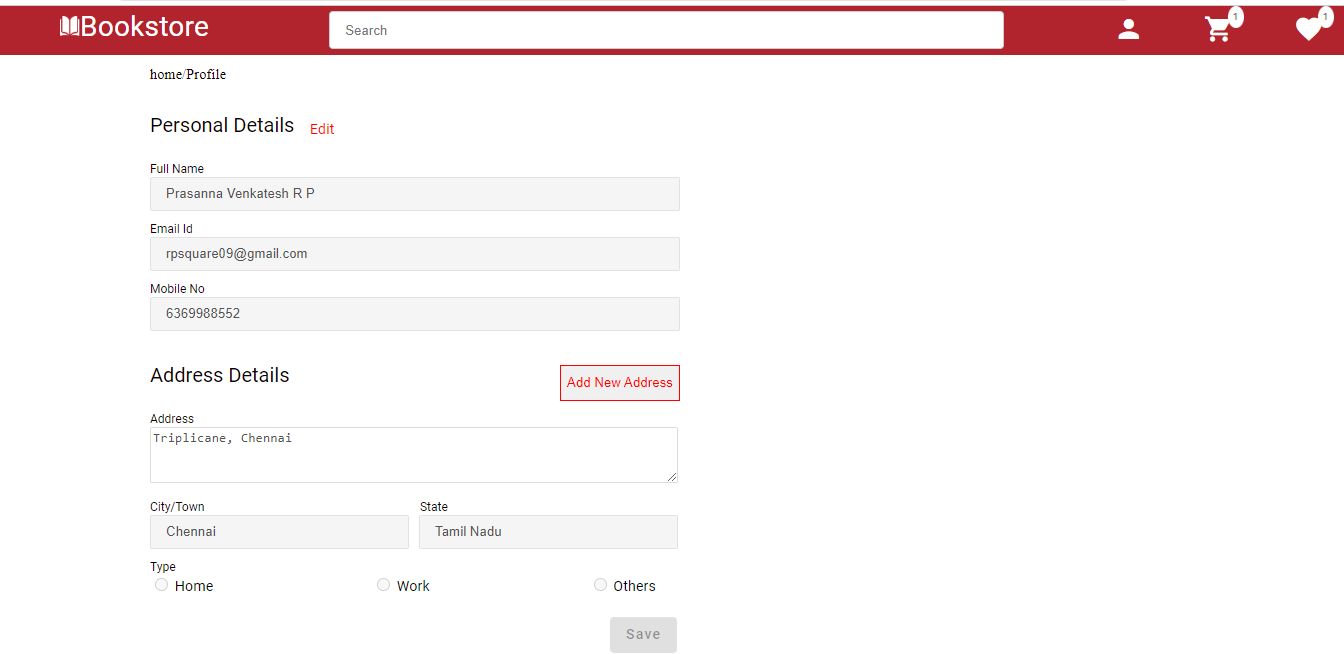 Bookstore Search 1 1
home/Profile
Personal Details Edit
Full Name
Prasanna Venkatesh R P
Email Id
rpsquare09@gmail.com
Mobile No
6369988552
Address Details Add New Address
Address
Triplicane, Chennai
City/Town State
Chennai Tamil Nadu
Type
Home Work Others
Save